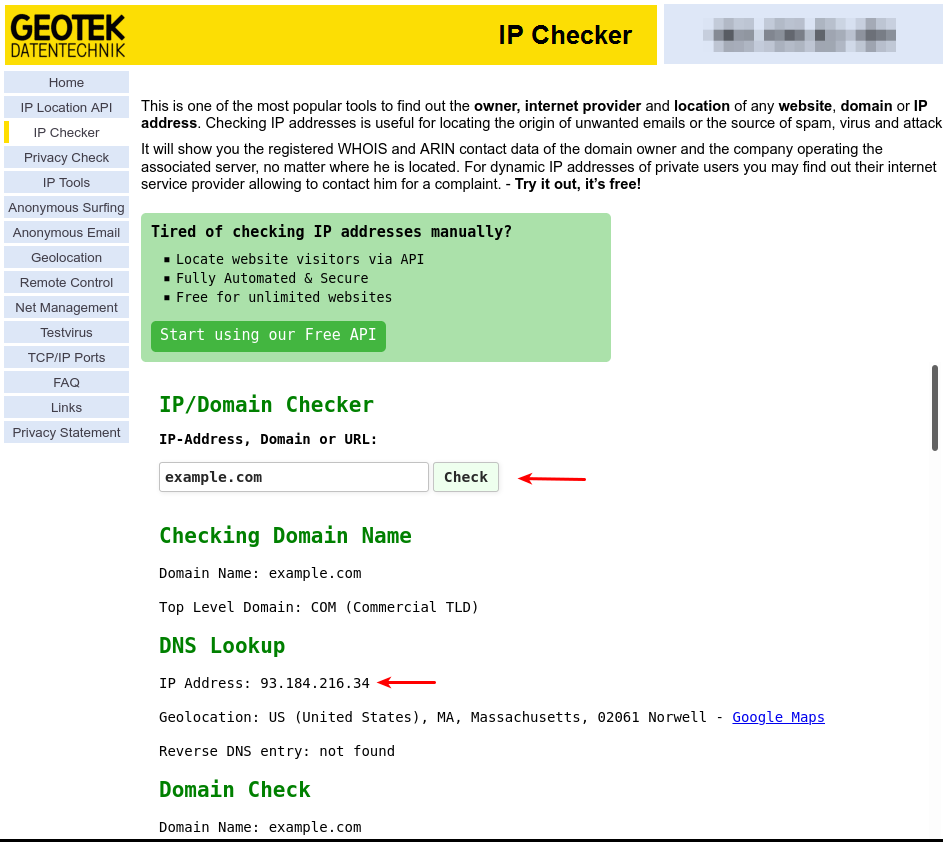 GEOTEK
DATENTECHNIK
IP Checker
Home
IP Location API
IP Checker
Privacy Check
IP Tools
Anonymous Surfing
Anonymous Email
Geolocation
Remote Control
Net Management
Testvirus
TCP/IP Ports
FAQ
Links
Privacy Statement
This is one of the most popular tools to find out the owner, internet provider and location of any website, domain or IP
address. Checking IP addresses is useful for locating the origin of unwanted emails or the source of spam, virus and attack
It will show you the registered WHOIS and ARIN contact data of the domain owner and the company operating the
associated server, no matter where he is located. For dynamic IP addresses of private users you may find out their internet
service provider allowing to contact him for a complaint. - Try it out, it's free!
Tired of checking IP addresses manually?
▪ Locate website visitors via API
▪ Fully Automated & Secure
▪ Free for unlimited websites
Start using our Free API
IP/Domain Checker
IP-Address, Domain or URL:
example.com Check
Checking Domain Name
Domain Name: example.com
Top Level Domain: COM (Commercial TLD)
DNS Lookup
IP Address: 93.184.216.34
Geolocation: US (United States), MA, Massachusetts, 02061 Norwell - Google Maps
Reverse DNS entry: not found
Domain Check
Domain Name: example.com